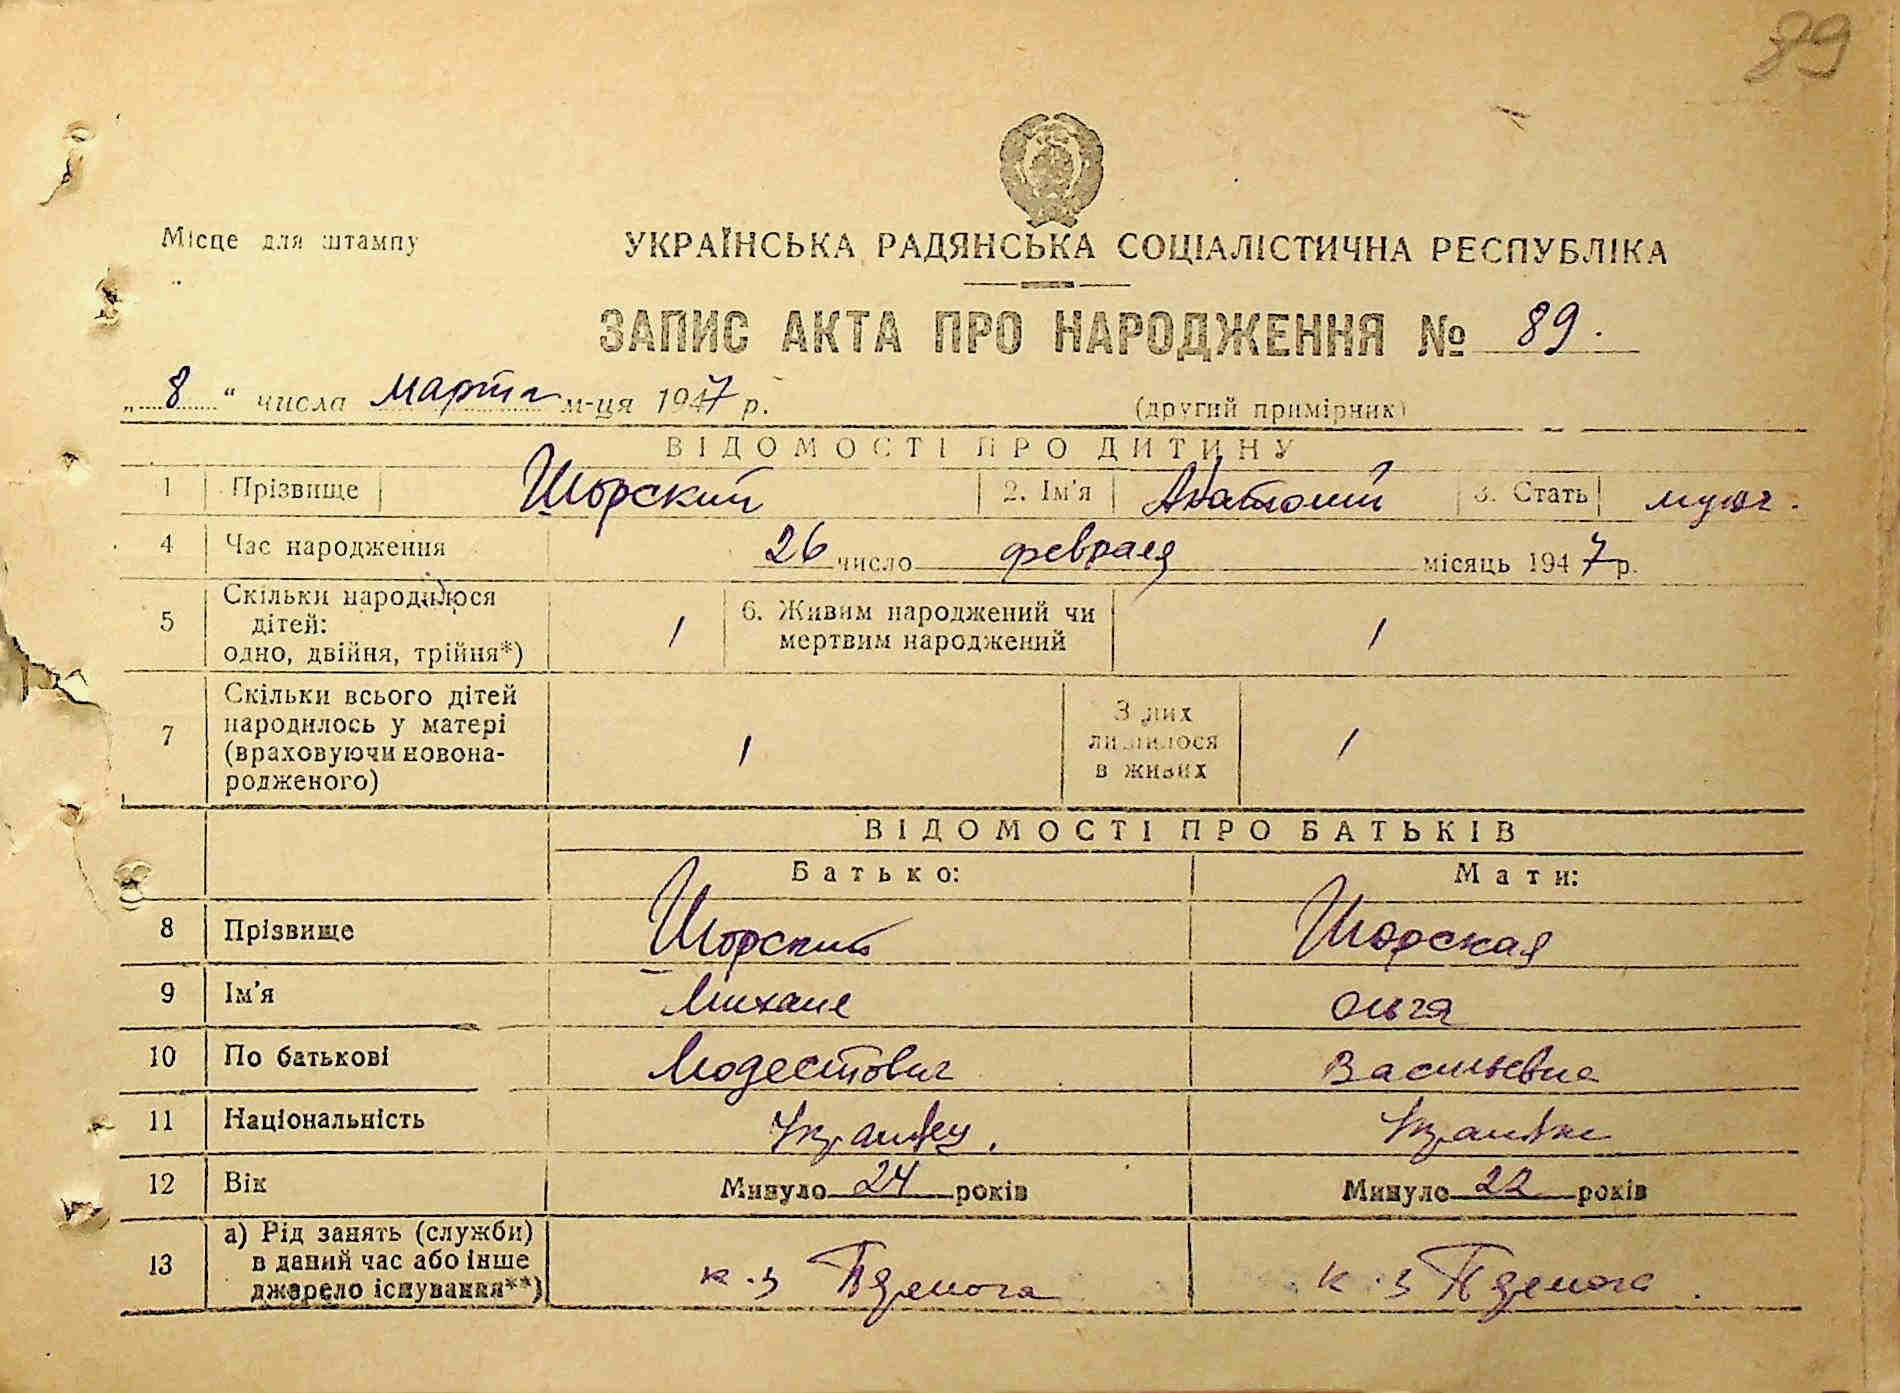 89
Місце для штампу
УКРАЇНСЬКА РАДЯНСЬКА СОЦІАЛІСТИЧНА РЕСПУБЛІКА
ЗАПИС АКТА ПРО НАРОДЖЕННЯ № 89.
„ 8 “ числа марта м-ця 1947 р.
(другий примірник)
ВІДОМОСТІ ПРО ДИТИНУ
1 Прізвище Шорский 2. Ім'я Анатолий 3. Стать муж.
4 Час народження 26 число февраля місяць 1947 р.
5 Скільки народилося дітей: одно, двійня, трійня*) 1 6. Живим народжений чи мертвим народжений 1
7 Скільки всього дітей народилось у матері (враховуючи новонародженого) 1 З них лишилося в живих 1
ВІДОМОСТІ ПРО БАТЬКІВ
Батько: Мати:
8 Прізвище Шорский Шорская
9 Ім'я Михаил Ольга
10 По батькові Модестович Васильевна
11 Національність Украинец. Украинка
12 Вік Минуло 24 років Минуло 22 років
13 а) Рід занять (служби) в даний час або інше джерело існування**) к-з к-з